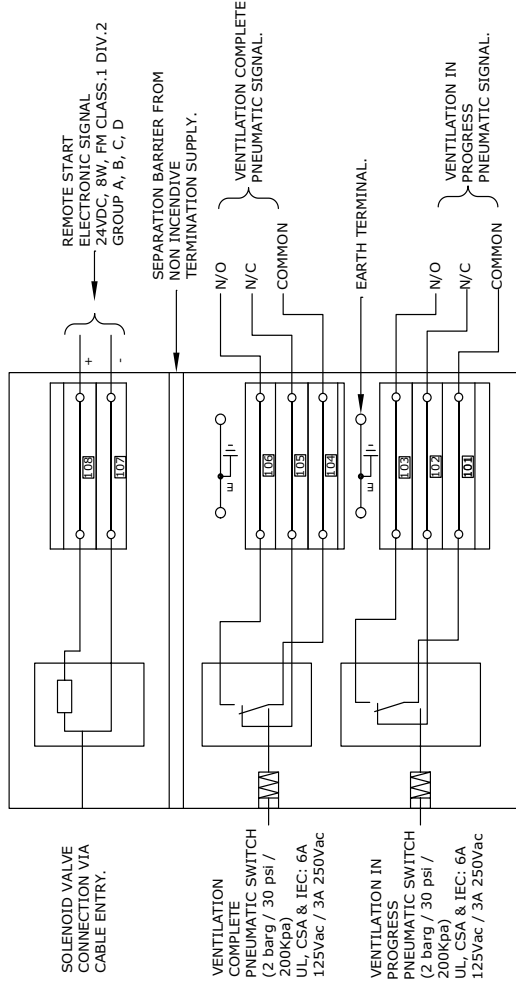 REMOTE START
ELECTRONIC SIGNAL
24VDC, 8W, FM CLASS.1 DIV.2
GROUP A, B, C, D
SEPARATION BARRIER FROM
NON INCENDIVE
TERMINATION SUPPLY.
VENTILATION COMPLETE
PNEUMATIC SIGNAL.
N/O
N/C
COMMON
EARTH TERMINAL.
VENTILATION IN
PROGRESS
PNEUMATIC SIGNAL.
N/O
N/C
COMMON
+
-
108
107
E
106
105
104
E
103
102
101
SOLENOID VALVE
CONNECTION VIA
CABLE ENTRY.
VENTILATION
COMPLETE
PNEUMATIC SWITCH
(2 barg / 30 psi /
200Kpa)
UL, CSA & IEC: 6A
125Vac / 3A 250Vac
VENTILATION IN
PROGRESS
PNEUMATIC SWITCH
(2 barg / 30 psi /
200Kpa)
UL, CSA & IEC: 6A
125Vac / 3A 250Vac